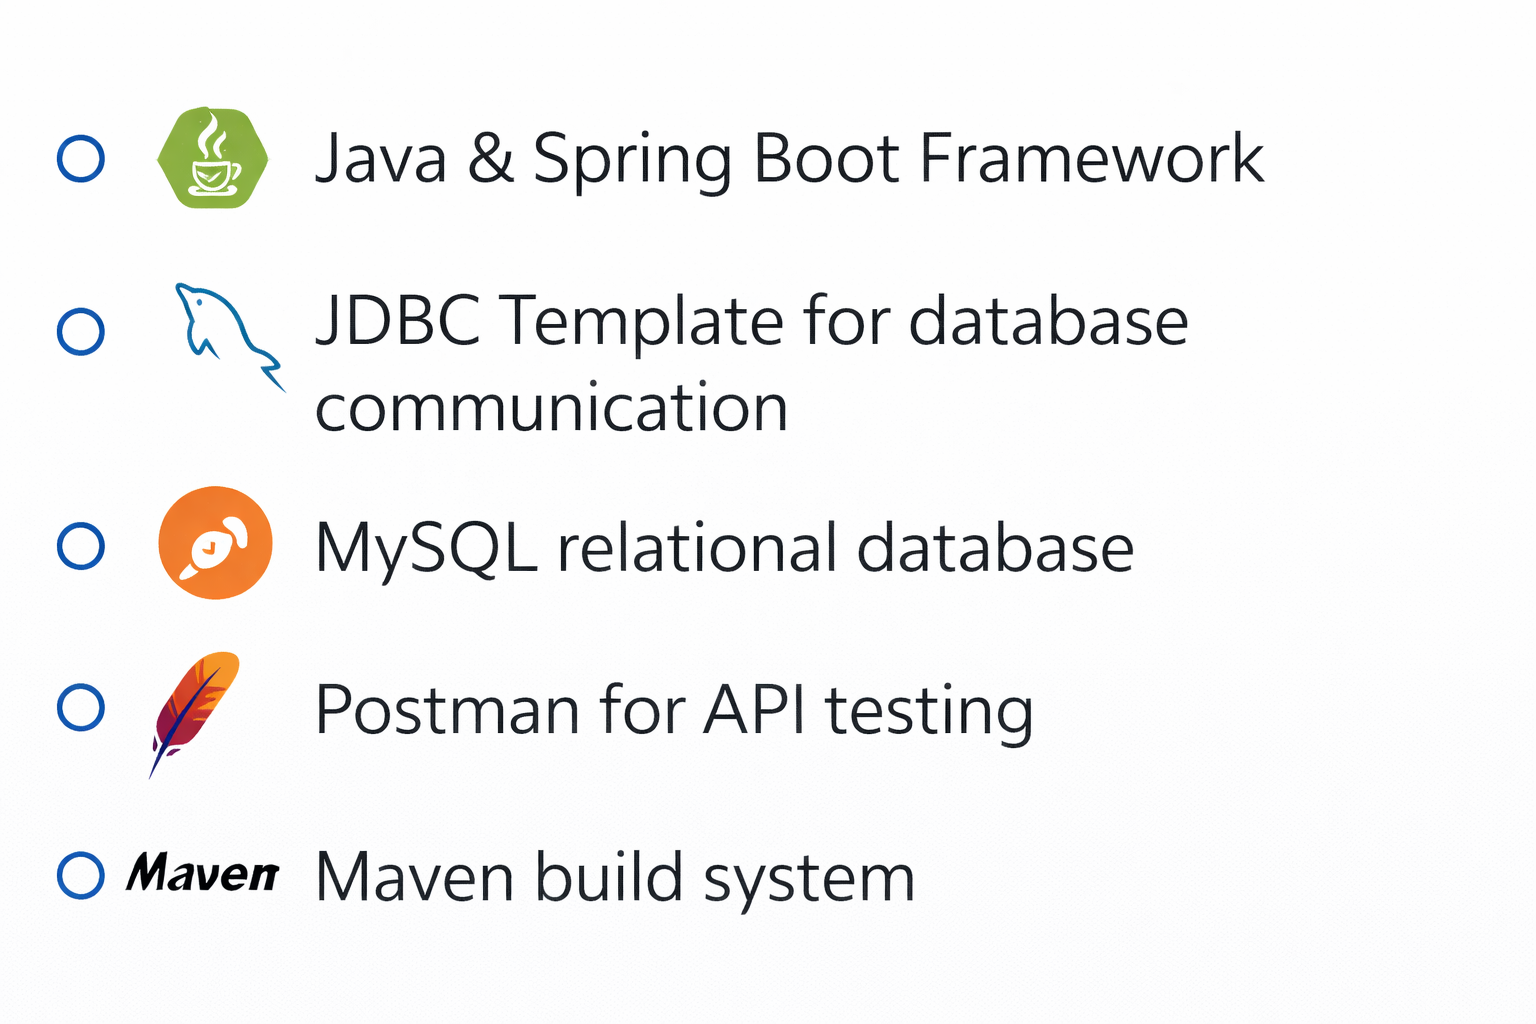 Java & Spring Boot Framework
JDBC Template for database
communication
MySQL relational database
Postman for API testing
Maven Maven build system